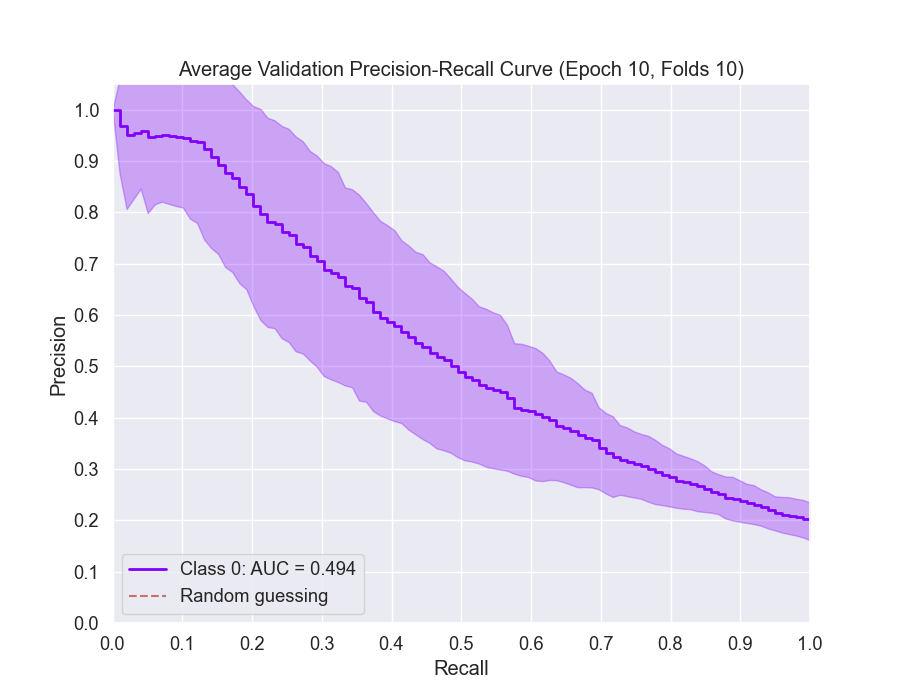 Average Validation Precision-Recall Curve (Epoch 10, Folds 10)
1.0
0.9
0.8
0.7
0.6
0.5
0.4
0.3
0.2
0.1
0.0
Precision
Class 0: AUC = 0.494
Random guessing
0.0 0.1 0.2 0.3 0.4 0.5 0.6 0.7 0.8 0.9 1.0
Recall